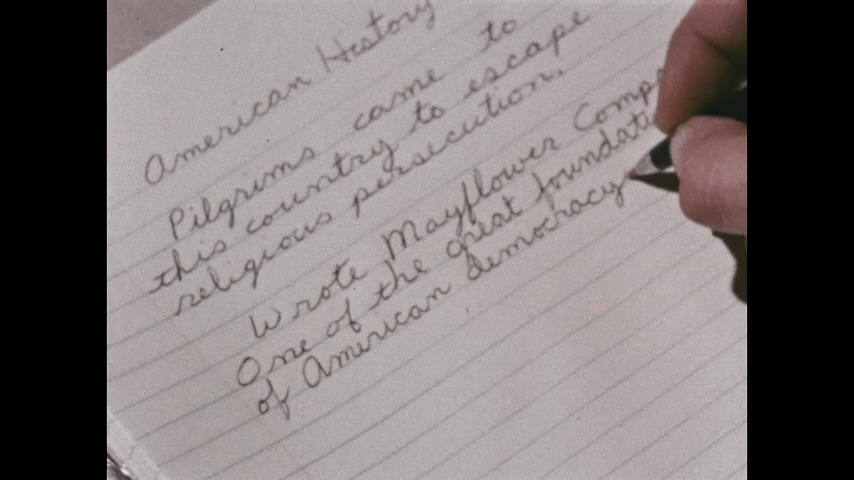 American History
Pilgrims came to
this country to escape
religious persecution.
Wrote Mayflower Comp
One of the great foundati
of American democracy